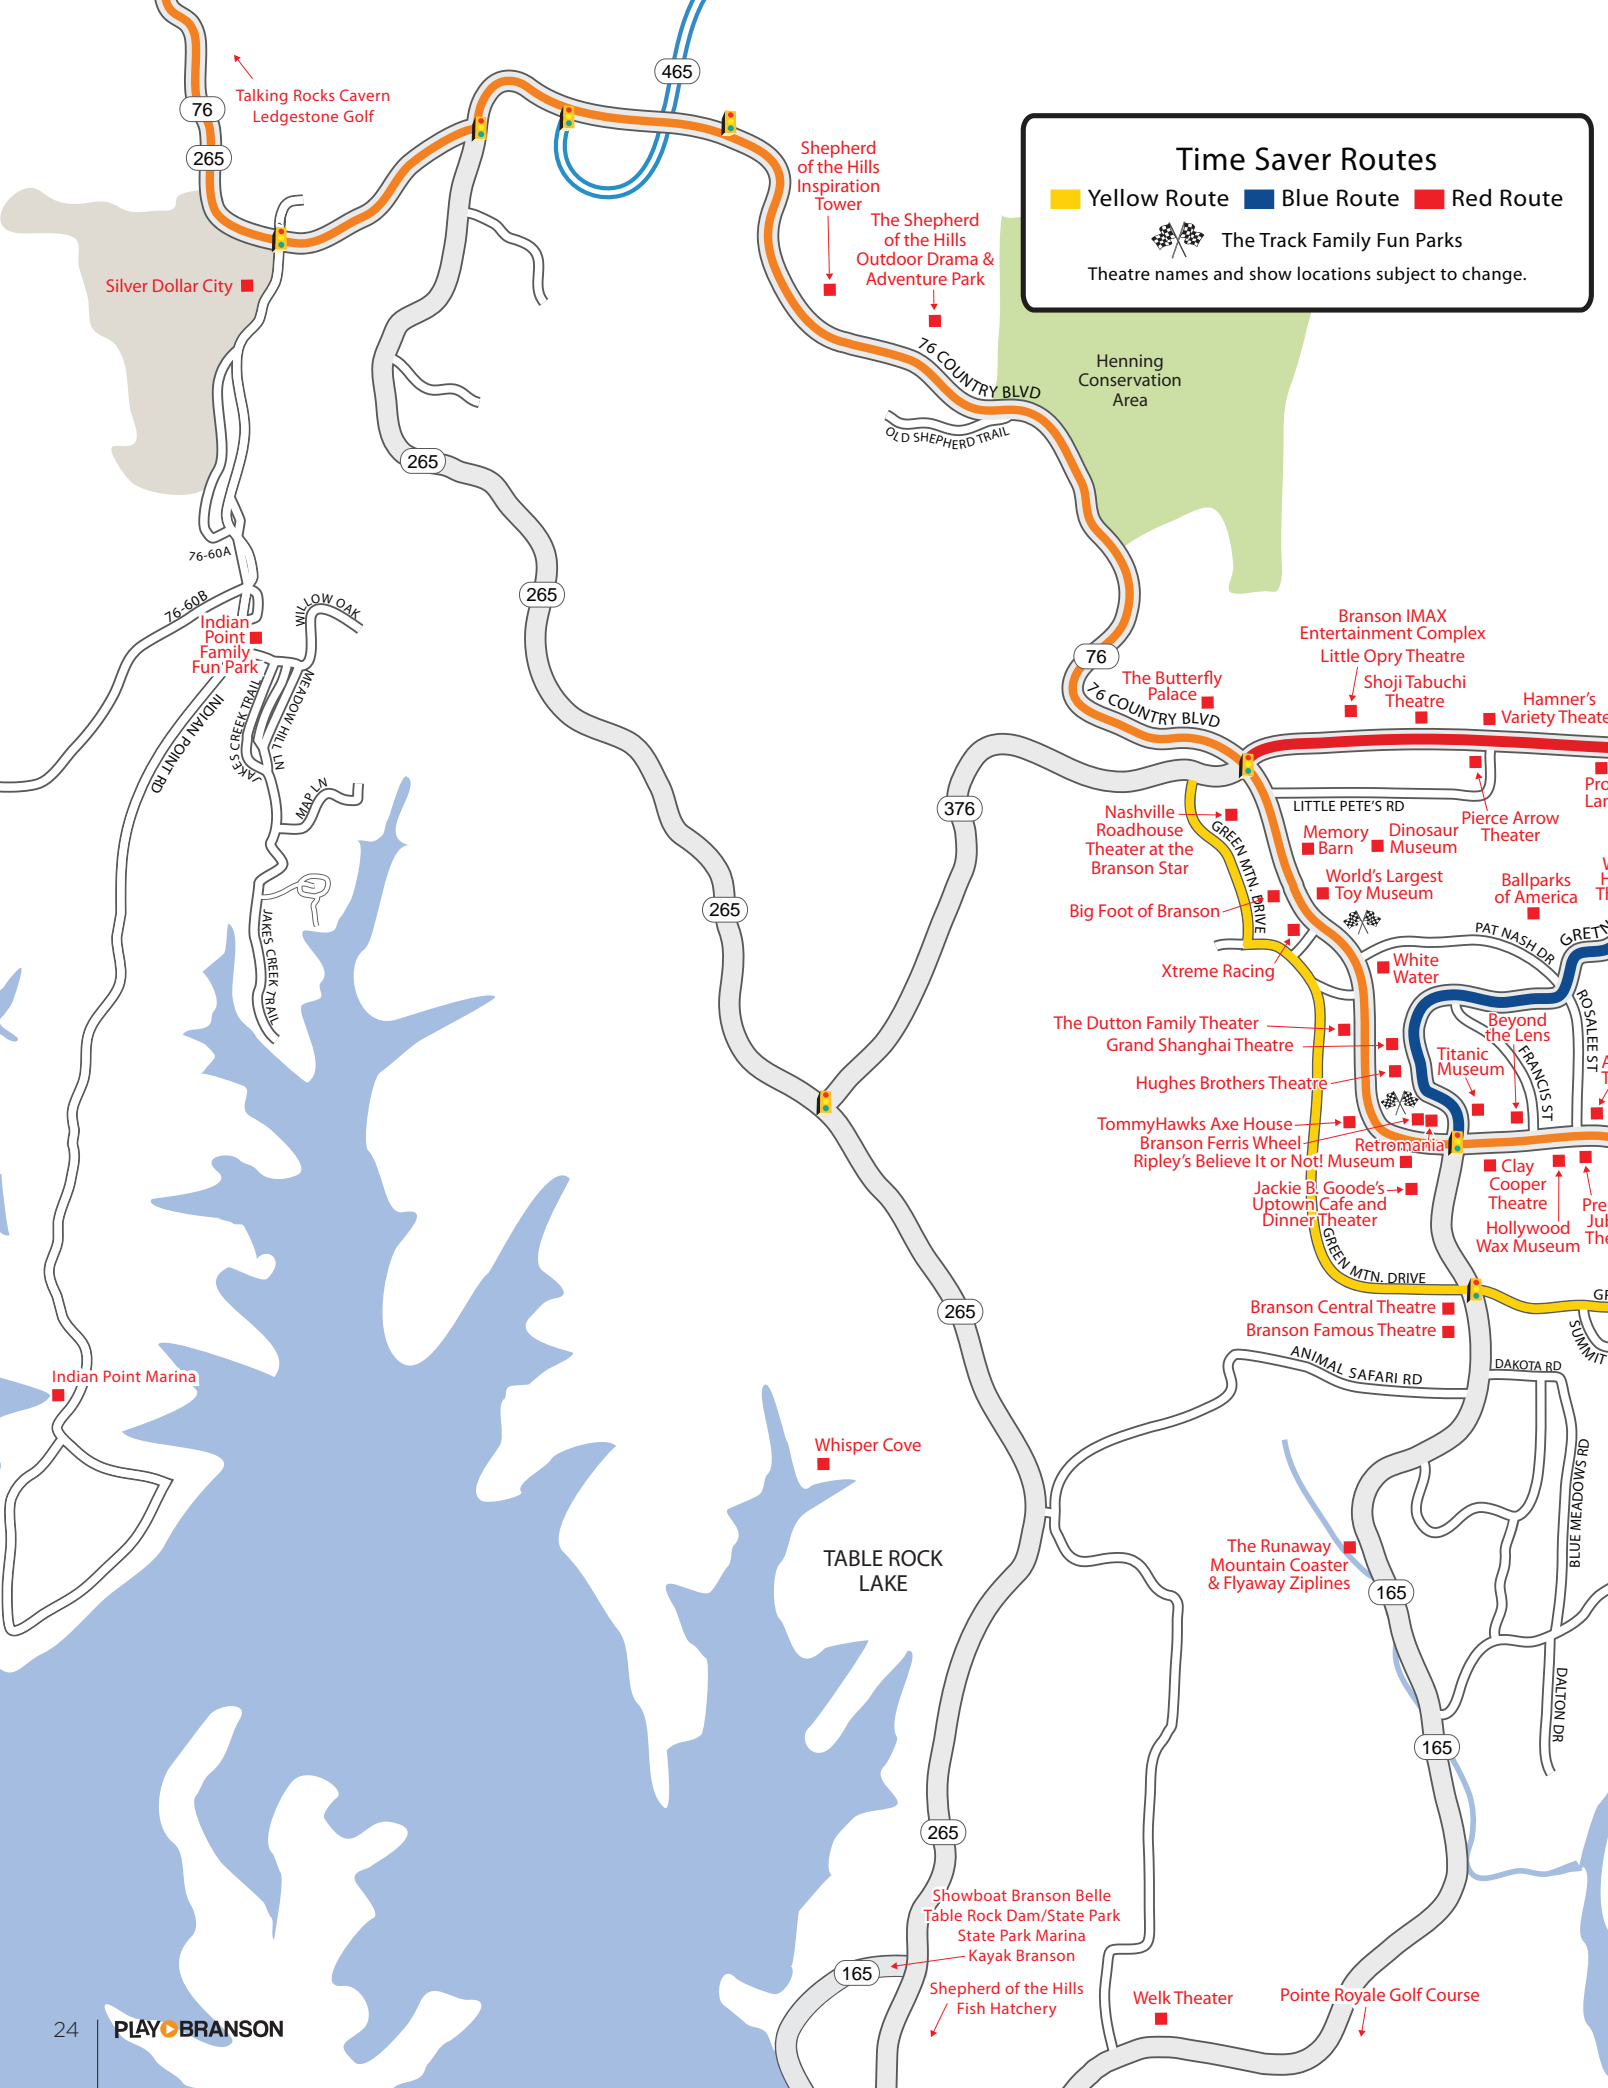 465
Talking Rocks Cavern
Ledgestone Golf
76
265
Time Saver Routes
Yellow Route
Blue Route
Red Route
The Track Family Fun Parks
Theatre names and show locations subject to change.
Shepherd
of the Hills
Inspiration
Tower
The Shepherd
of the Hills
Outdoor Drama &
Adventure Park
Silver Dollar City
76 COUNTRY BLVD
Henning
Conservation
Area
OLD SHEPHERD TRAIL
265
76-60A
265
76-60B
WILLOW OAK
Indian
Point
Family
Fun Park
JAKES CREEK TRAIL
MEADOW HILL LN
INDIAN POINT RD
MAP LN
JAKES CREEK TRAIL
76
76 COUNTRY BLVD
The Butterfly
Palace
Branson IMAX
Entertainment Complex
Little Opry Theatre
Shoji Tabuchi
Theatre
Hamner's
Variety Theate
Pro
Lar
376
LITTLE PETE'S RD
Pierce Arrow
Theater
Nashville
Roadhouse
Theater at the
Branson Star
GREEN MTN. DRIVE
Memory
Barn
Dinosaur
Museum
World's Largest
Toy Museum
Ballparks
of America
Big Foot of Branson
265
Xtreme Racing
PAT NASH DR
GRETN
White
Water
ROSALEE ST
The Dutton Family Theater
Grand Shanghai Theatre
Beyond
the Lens
Titanic
Museum
FRANCIS ST
Hughes Brothers Theatre
TommyHawks Axe House
Branson Ferris Wheel
Retromania
Ripley's Believe It or Not! Museum
Jackie B. Goode's
Uptown Cafe and
Dinner Theater
Clay
Cooper
Theatre
Hollywood
Wax Museum
Pre
Jub
The
GREEN MTN. DRIVE
Branson Central Theatre
Branson Famous Theatre
SUMMIT
265
ANIMAL SAFARI RD
DAKOTA RD
Indian Point Marina
Whisper Cove
BLUE MEADOWS RD
TABLE ROCK
LAKE
The Runaway
Mountain Coaster
& Flyaway Ziplines
165
DALTON DR
165
265
Showboat Branson Belle
Table Rock Dam/State Park
State Park Marina
Kayak Branson
165
Shepherd of the Hills
Fish Hatchery
Welk Theater
Pointe Royale Golf Course
24
PLAY BRANSON